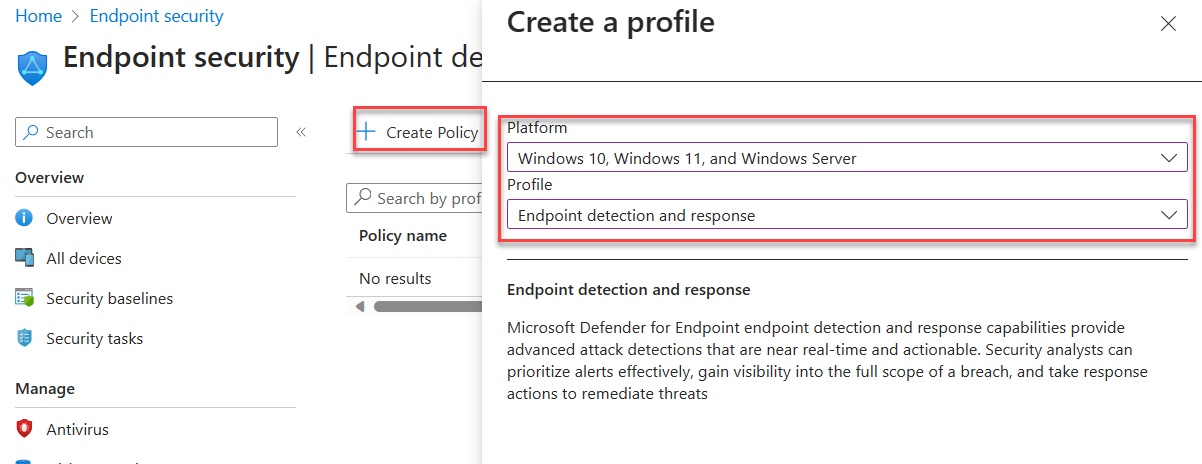 Home > Endpoint security
Endpoint security | Endpoint de
Search
«
Overview
Overview
All devices
Security baselines
Security tasks
Manage
Antivirus
+ Create Policy
Search by prof
Policy name
No results
Create a profile
Platform
Windows 10, Windows 11, and Windows Server
Profile
Endpoint detection and response
Endpoint detection and response
Microsoft Defender for Endpoint endpoint detection and response capabilities provide
advanced attack detections that are near real-time and actionable. Security analysts can
prioritize alerts effectively, gain visibility into the full scope of a breach, and take response
actions to remediate threats